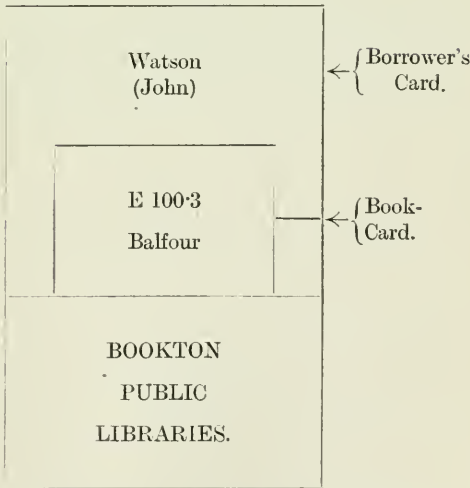 Watson
(John)
Borrower's
Card.
E 100·3
Balfour
Book-
Card.
BOOKTON
PUBLIC
LIBRARIES.